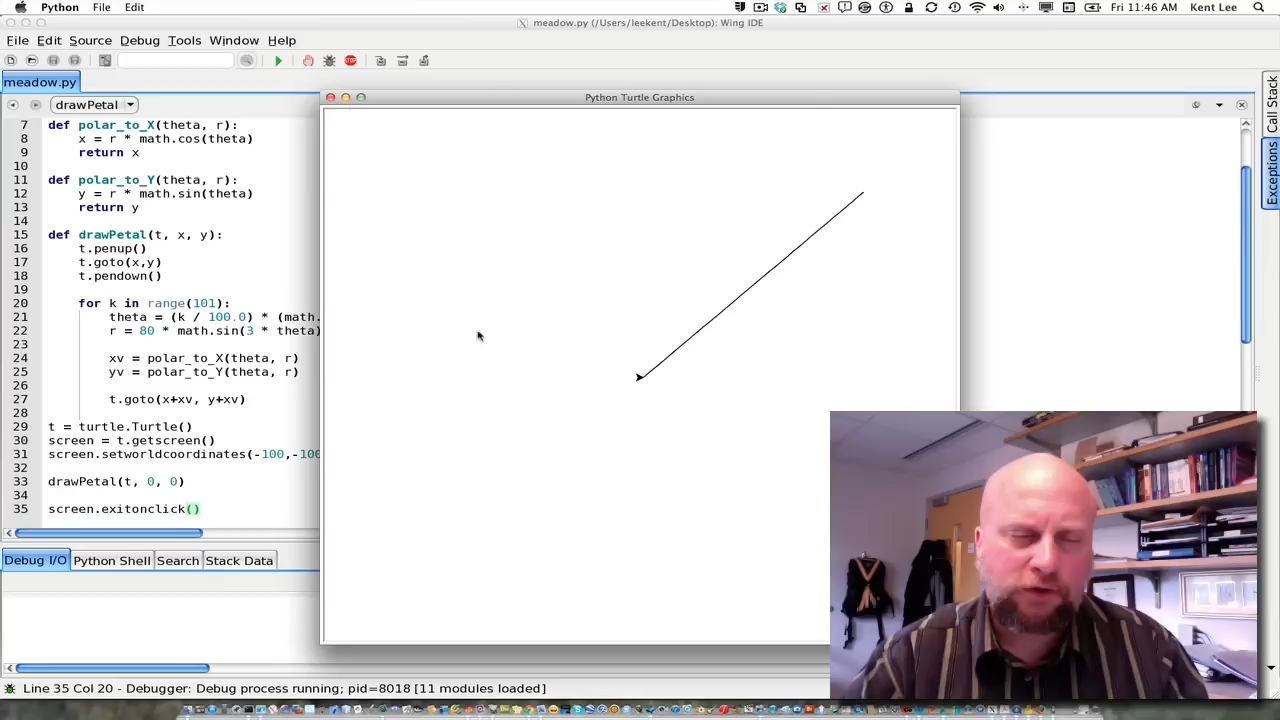 Python File Edit Fri 11:46 AM Kent Lee
meadow.py (/Users/leekent/Desktop): Wing IDE
File Edit Source Debug Tools Window Help
meadow.py
drawPetal
Python Turtle Graphics
Call Stack
Exceptions
7 def polar_to_X(theta, r):
8 x = r * math.cos(theta)
9 return x
10
11 def polar_to_Y(theta, r):
12 y = r * math.sin(theta)
13 return y
14
15 def drawPetal(t, x, y):
16 t.penup()
17 t.goto(x,y)
18 t.pendown()
19
20 for k in range(101):
21 theta = (k / 100.0) * (math.
22 r = 80 * math.sin(3 * theta)
23
24 xv = polar_to_X(theta, r)
25 yv = polar_to_Y(theta, r)
26
27 t.goto(x+xv, y+xv)
28
29 t = turtle.Turtle()
30 screen = t.getscreen()
31 screen.setworldcoordinates(-100,-100
32
33 drawPetal(t, 0, 0)
34
35 screen.exitonclick()
Debug I/O Python Shell Search Stack Data
Line 35 Col 20 - Debugger: Debug process running; pid=8018 [11 modules loaded]